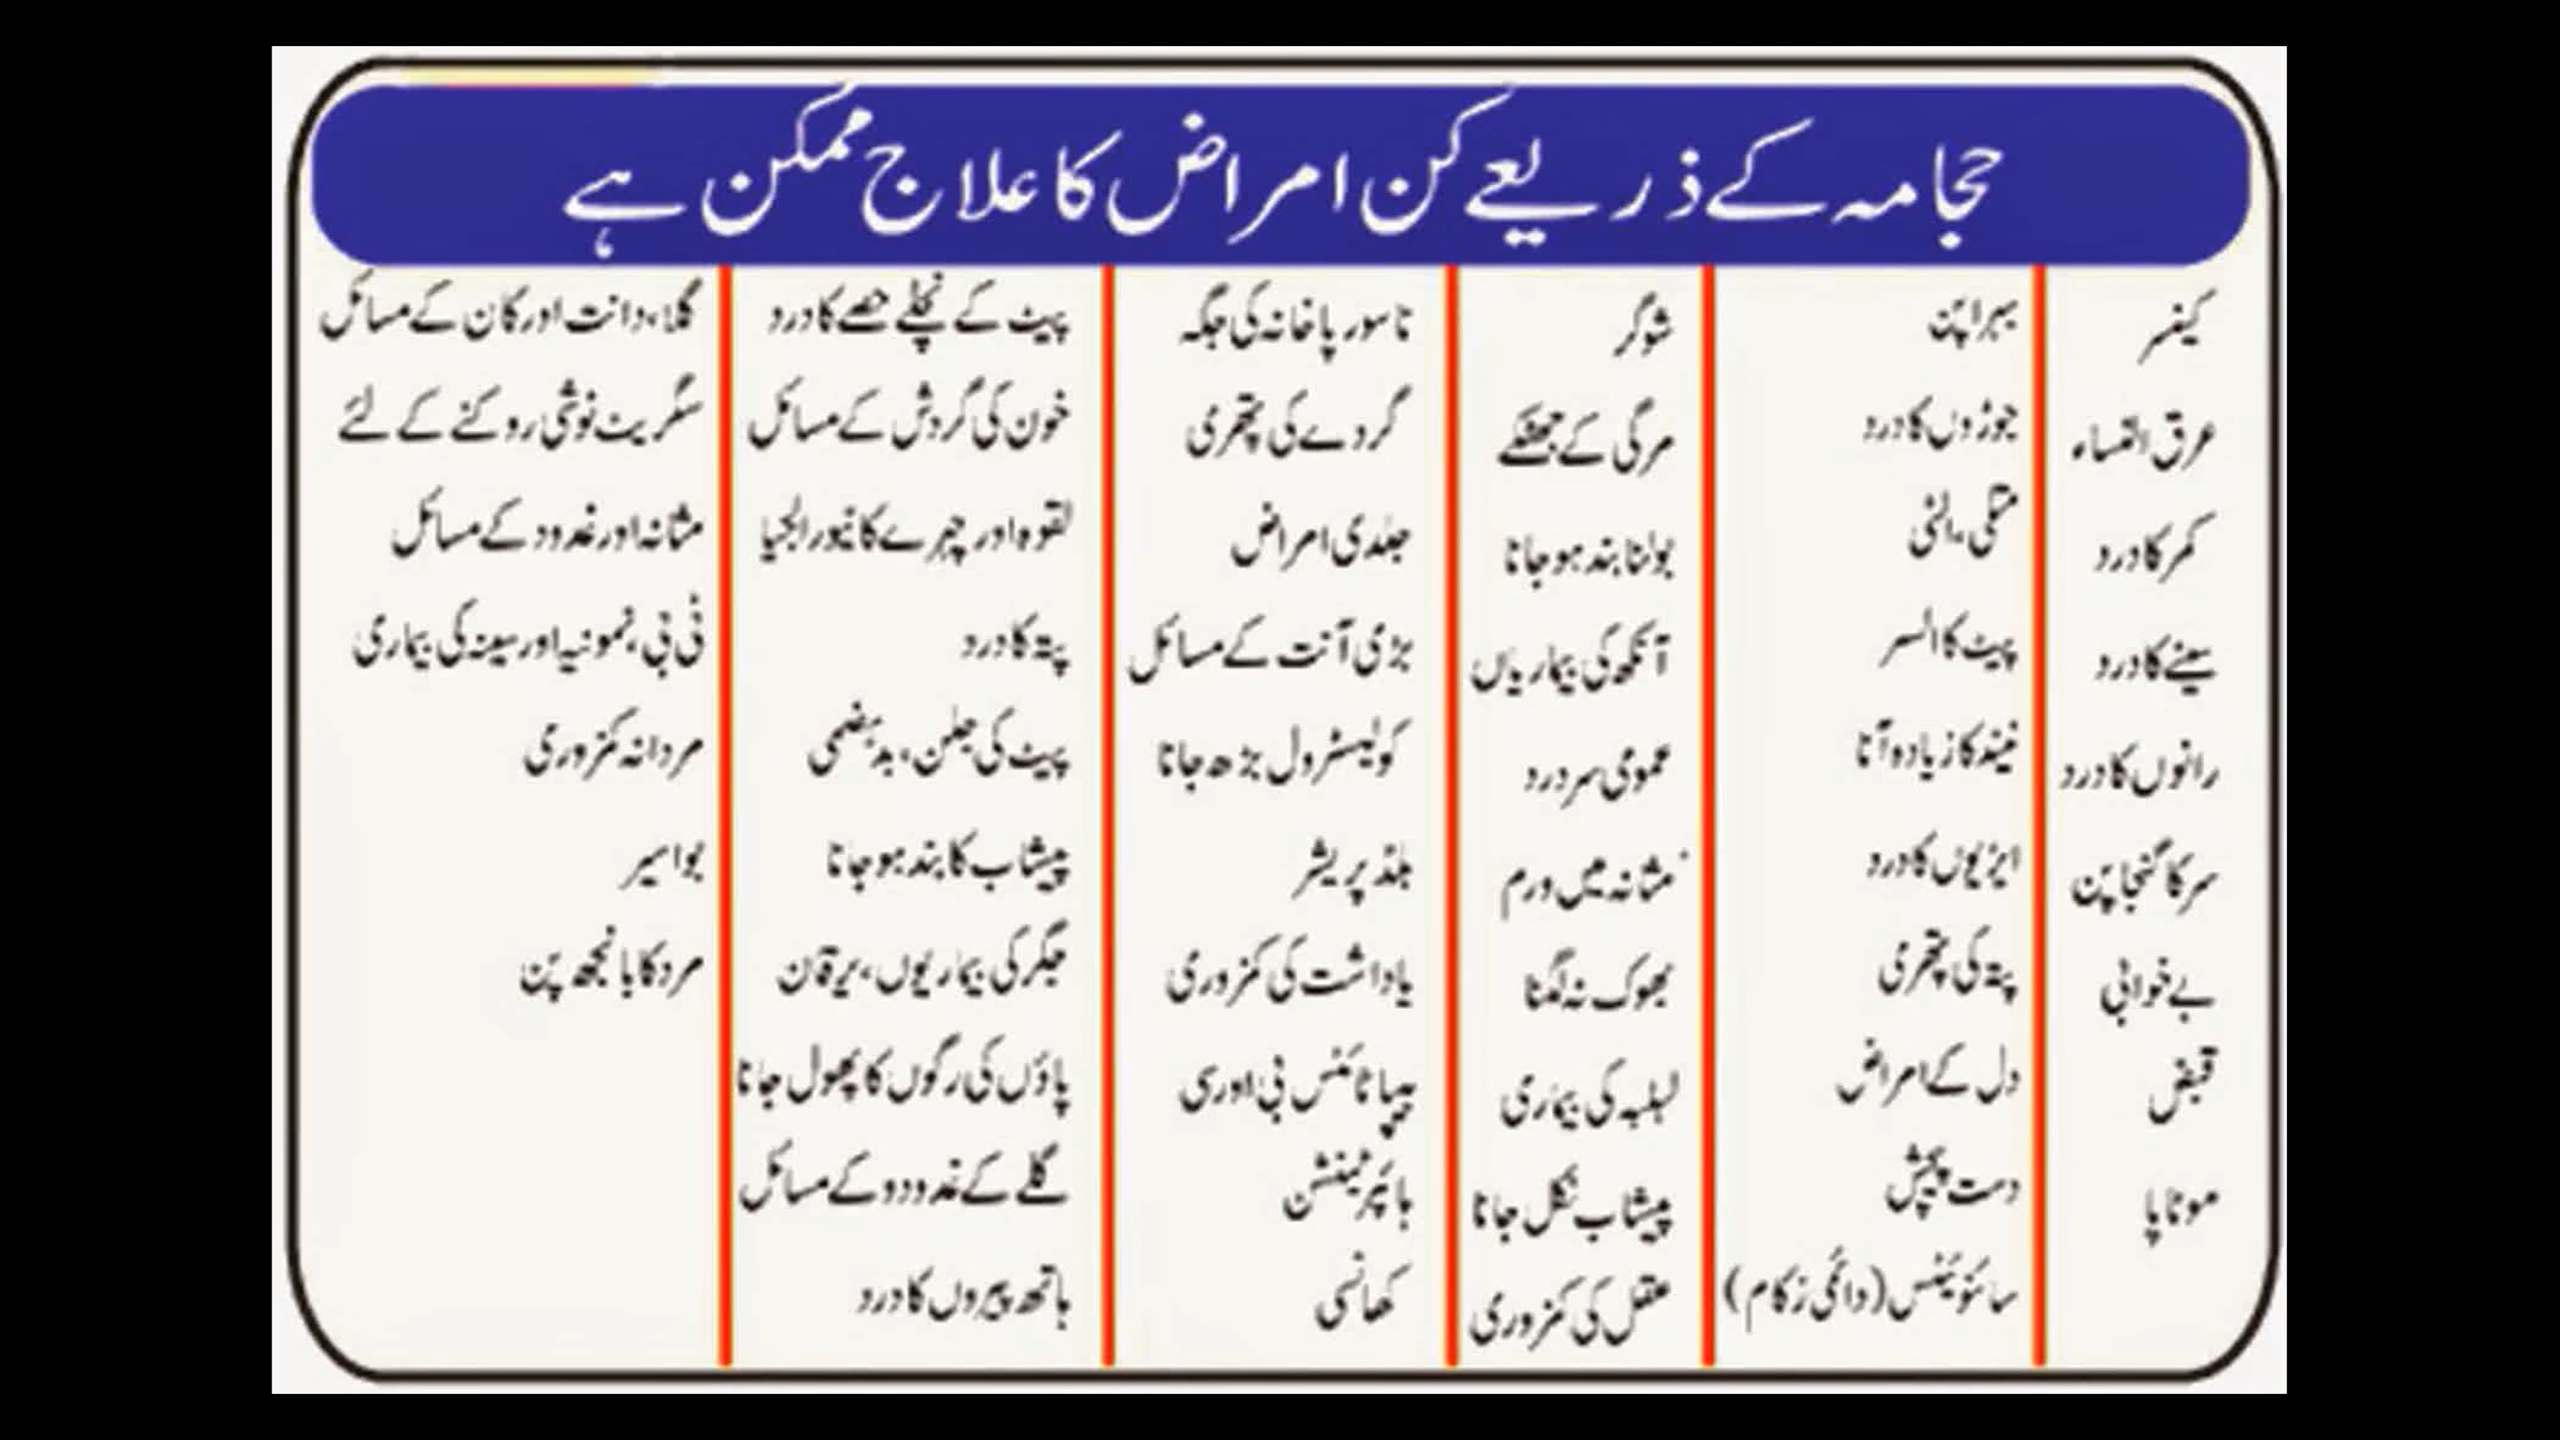 حجامہ کے ذریعے کن امراض کا علاج ممکن ہے
کینسر
عرق النساء
کمر کا درد
سینے کا درد
رانوں کا درد
سر کا گنجا پن
بے خوابی
قبض
موٹاپا
بہرا پن
جوڑوں کا درد
متلی، الٹی
پیٹ کا السر
نیند کا زیادہ آنا
ایڑیوں کا درد
پتہ کی پتھری
دل کے امراض
دست پیچش
سائنوئیٹس (دائمی زکام)
شوگر
مرگی کے جھٹکے
بولنا بند ہو جانا
آنکھ کی بیماریاں
عمومی سر درد
مثانہ میں ورم
بھوک نہ لگنا
لبلبہ کی بیماری
پیشاب نکل جانا
عقل کی کمزوری
ناسور پاخانہ کی جگہ
گردے کی پتھری
جلدی امراض
بڑی آنت کے مسائل
کولیسٹرول بڑھ جانا
بلڈ پریشر
یاداشت کی کمزوری
ہیپاٹائٹس بی اور سی
ہائپر ٹینشن
کھانسی
پیٹ کے نچلے حصے کا درد
خون کی گردش کے مسائل
لقوہ اور چہرے کا نیورالجیا
پتہ کا درد
پیٹ کی جلن، بدہضمی
پیشاب کا بند ہو جانا
جگر کی بیماریوں، یرقان
پاؤں کی رگوں کا پھول جانا
گلے کے غدود کے مسائل
ہاتھ پیروں کا درد
گلا، دانت اور کان کے مسائل
سگریٹ نوشی روکنے کے لئے
مثانہ اور غدود کے مسائل
ٹی بی، نمونیہ اور سینہ کی بیماری
مردانہ کمزوری
بواسیر
مرد کا بانجھ پن